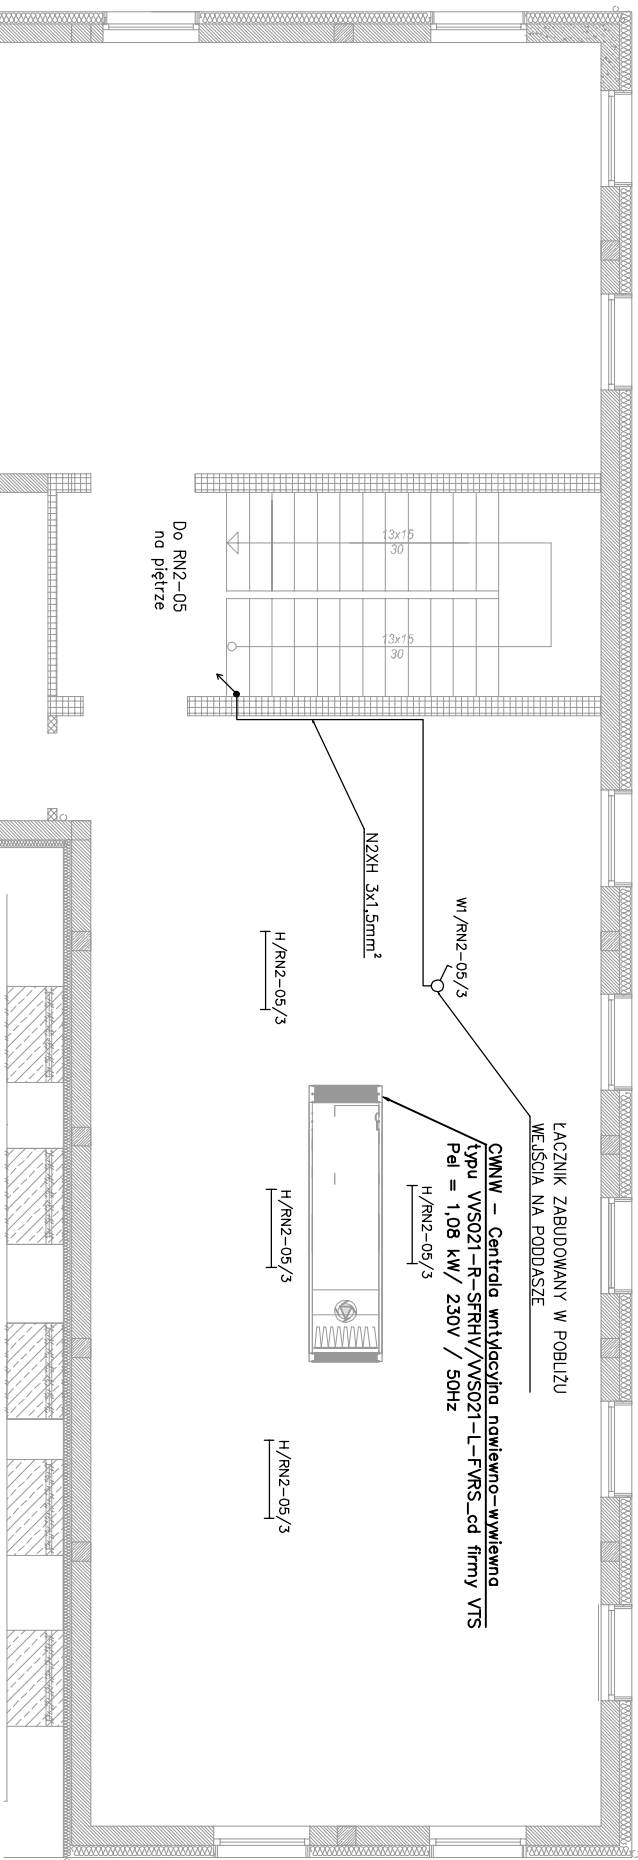 13x15
30
13x15
30
Do RN2-05
na piętrze
N2XH 3x1,5mm²
W1/RN2-05/3
H/RN2-05/3
ŁACZNIK ZABUDOWANY W POBLIŻU
WEJŚCIA NA PODDASZE
CWNW - Centrala wntylacyjna nawiewno-wywiewna
typu VVS021-R-SFRHV/VVS021-L-FVRS_cd firmy VTS
Pel = 1,08 kW/ 230V / 50Hz
H/RN2-05/3
H/RN2-05/3
H/RN2-05/3